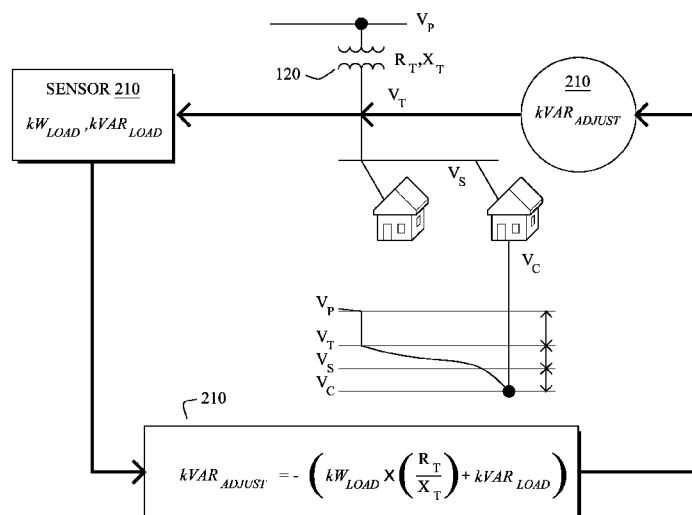 V_P
120
R_T, X_T
SENSOR 210
kW_LOAD, kVAR_LOAD
V_T
210
kVAR_ADJUST
V_S
V_C
V_P
V_T
V_S
V_C
210
kVAR_ADJUST = - ( kW_LOAD X ( R_T / X_T ) + kVAR_LOAD )